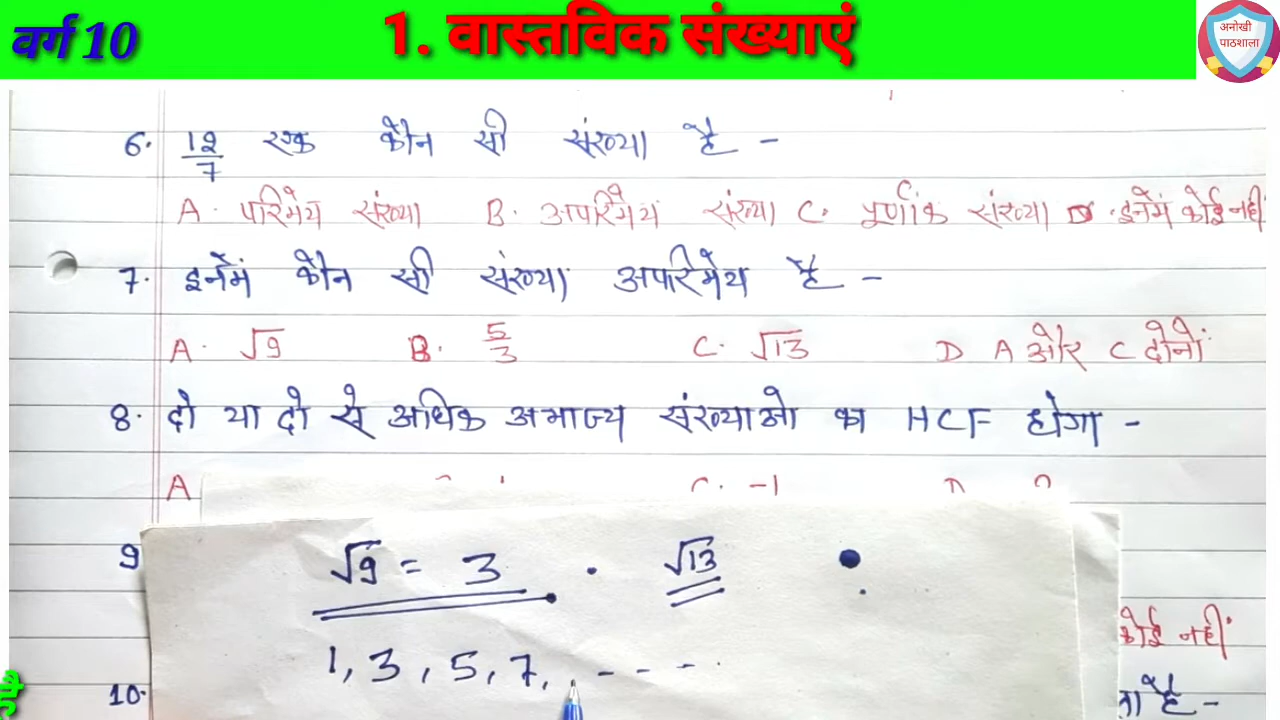 वर्ग 10
1. वास्तविक संख्याएं
अनोखी
पाठशाला
6. 12/7 एक कौन सी संख्या है -
A. परिमेय संख्या B. अपरिमेय संख्या C. पूर्णांक संख्या D. इनमें कोई नहीं
7. इनमें कौन सी संख्या अपरिमेय है -
A. √9 B. 5/3 C. √13 D A और C दोनों
8. दो या दो से अधिक अभाज्य संख्याओ का HCF होगा -
A C. -1
9
√9 = 3 . √13
कोई नहीं
1, 3, 5, 7, - - -
10.
है -
है